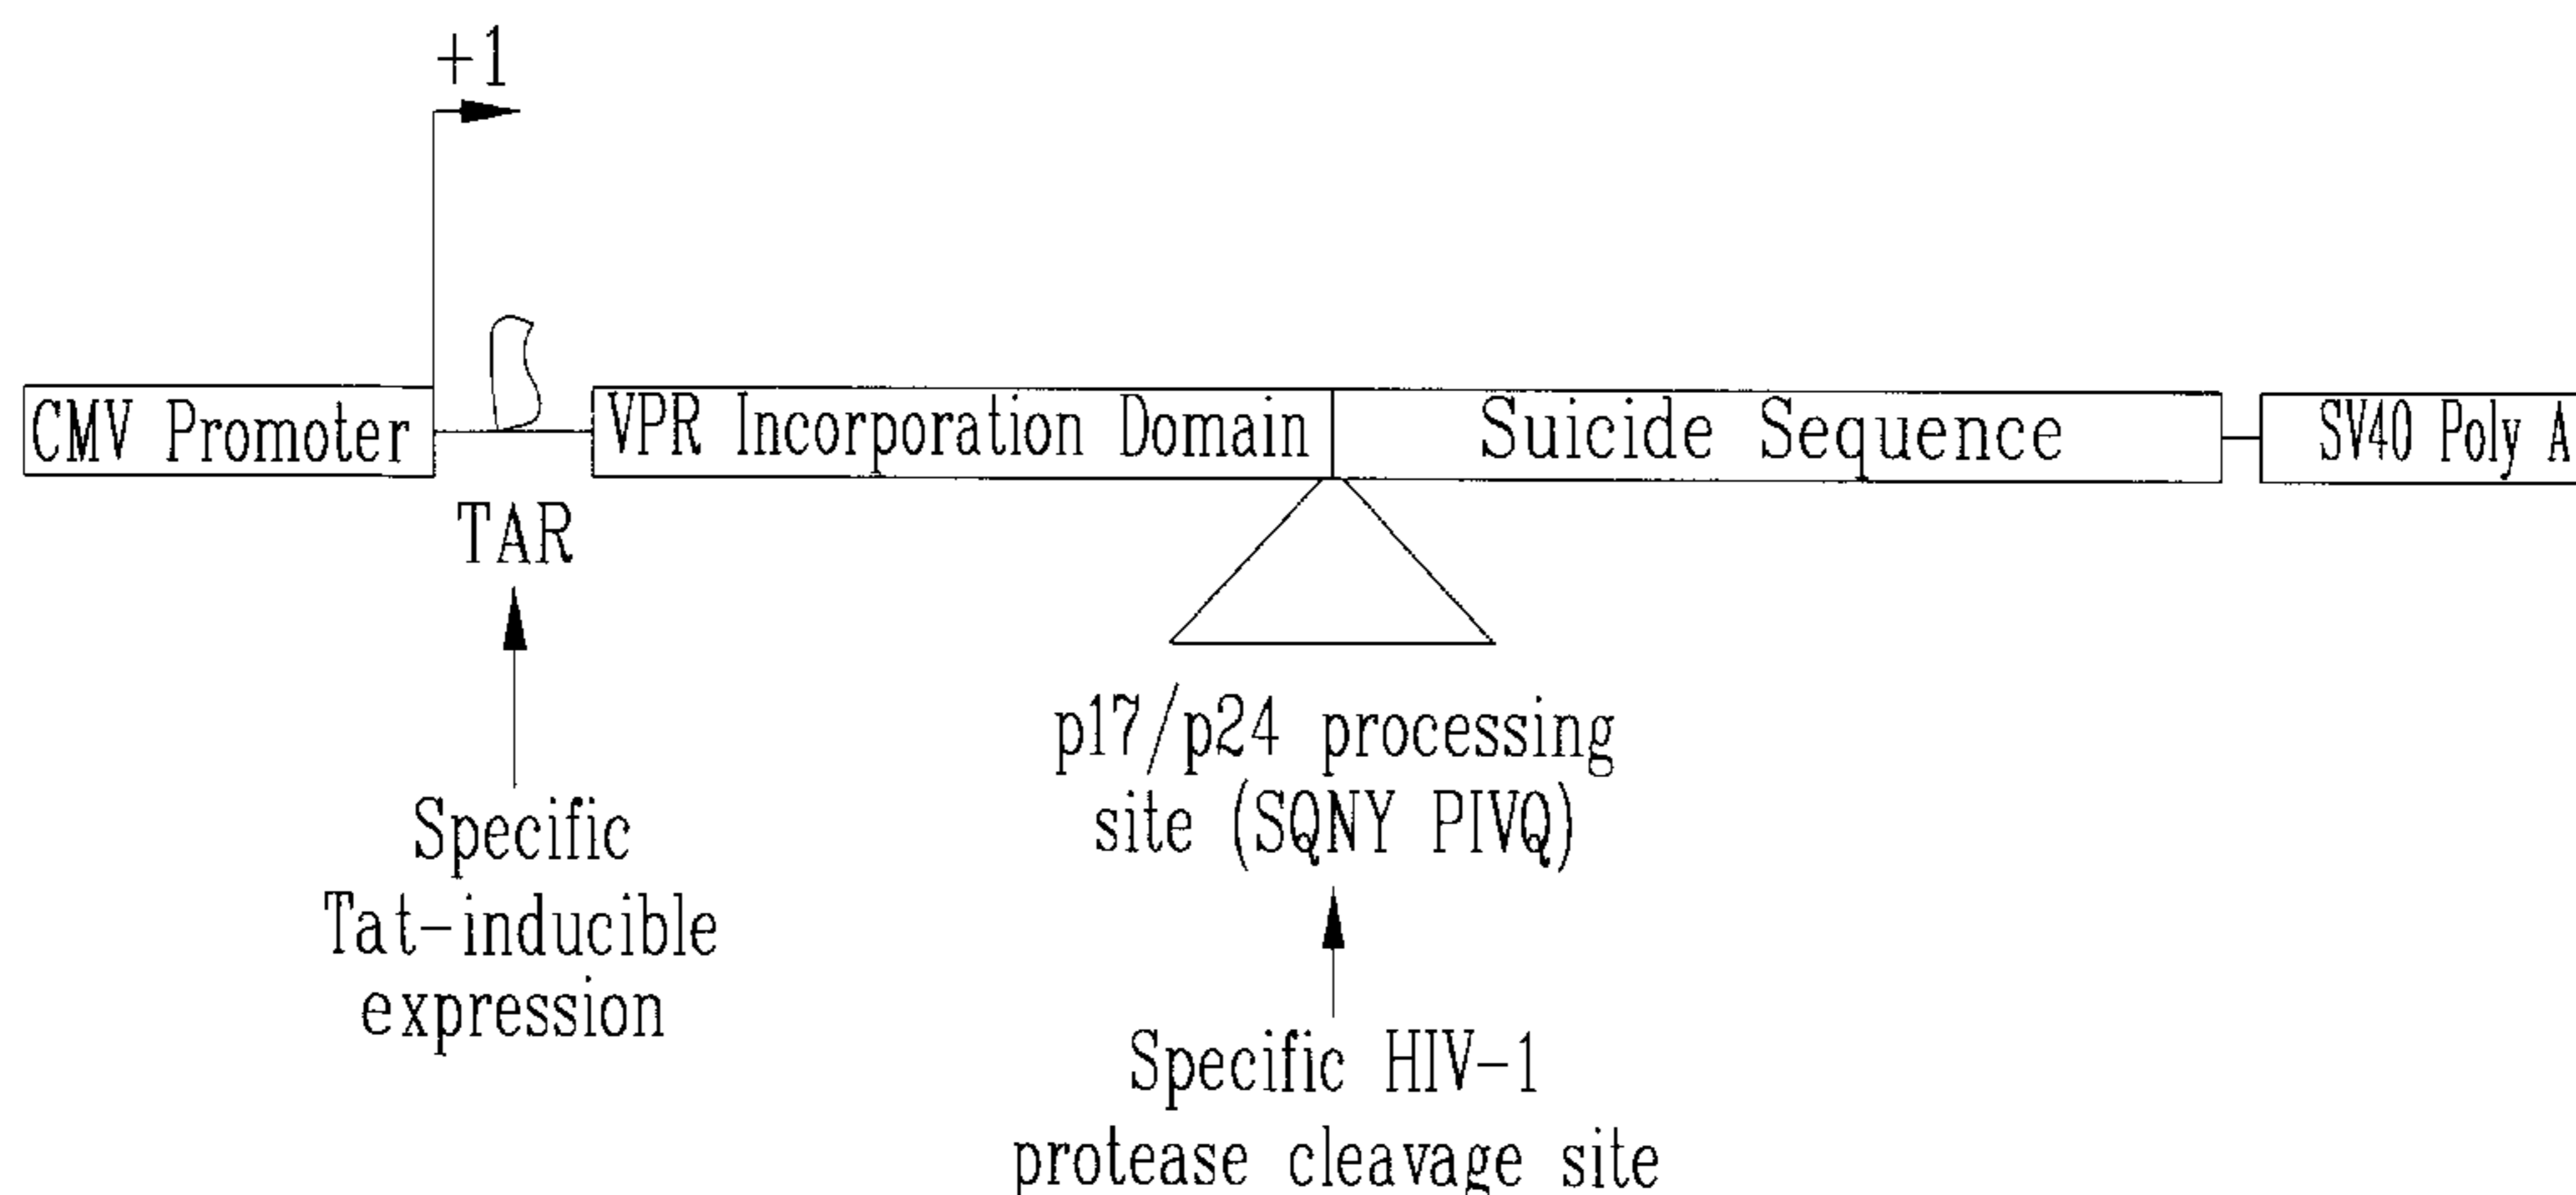 +1
CMV Promoter
VPR Incorporation Domain
Suicide Sequence
SV40 Poly A
TAR
Specific
Tat-inducible
expression
p17/p24 processing
site (SQNY PIVQ)
Specific HIV-1
protease cleavage site